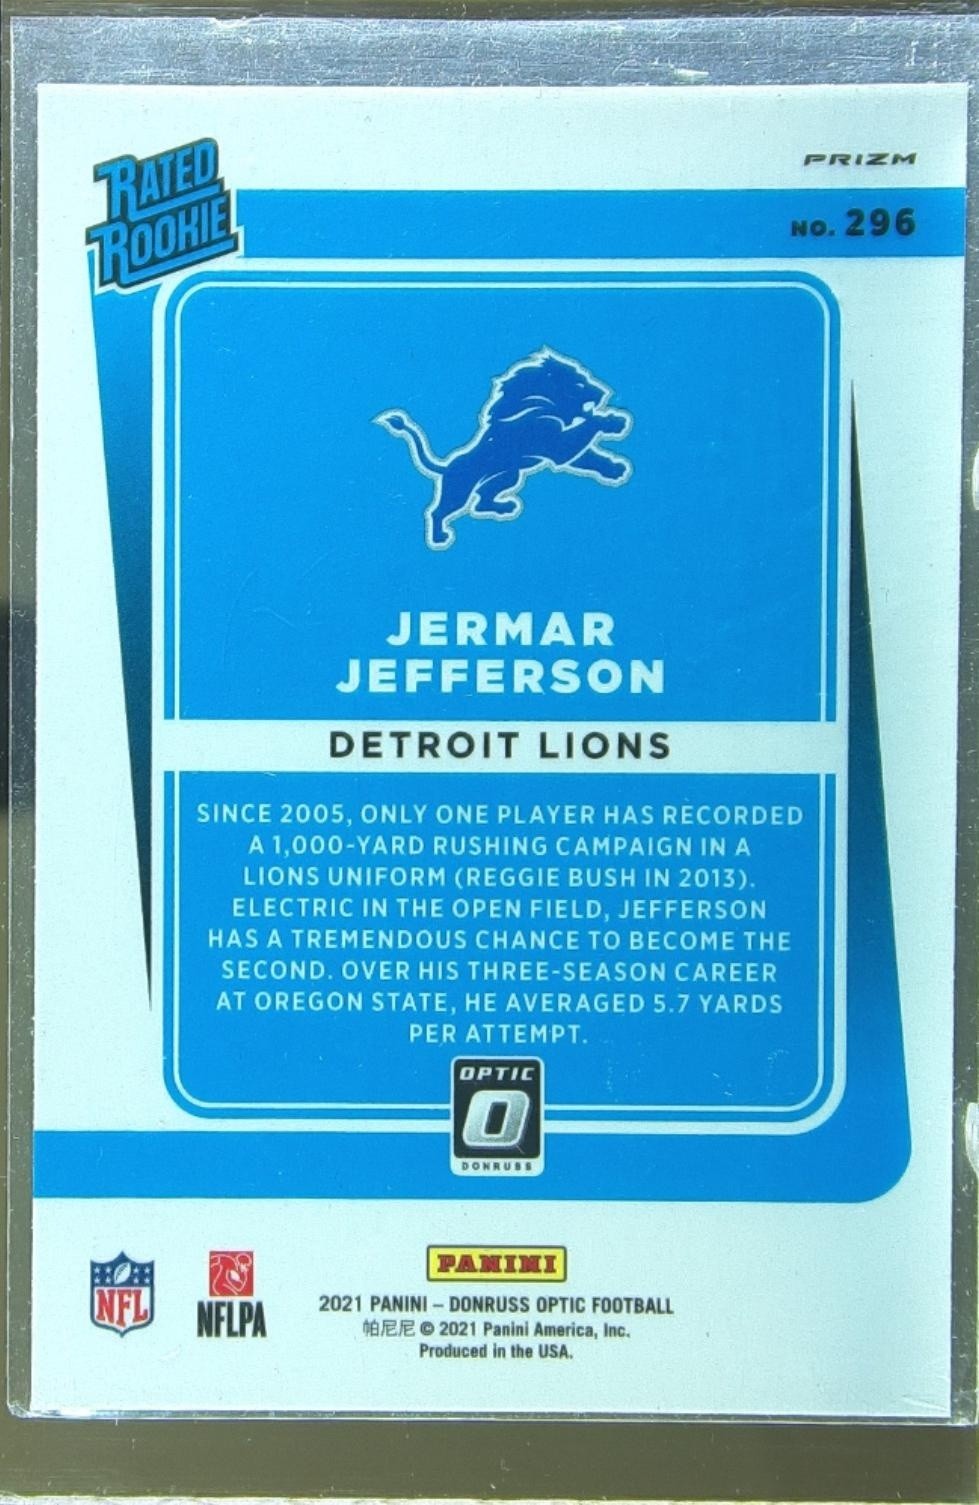 RATED
ROOKIE
PRIZM
NO. 296
JERMAR
JEFFERSON
DETROIT LIONS
SINCE 2005, ONLY ONE PLAYER HAS RECORDED
A 1,000-YARD RUSHING CAMPAIGN IN A
LIONS UNIFORM (REGGIE BUSH IN 2013).
ELECTRIC IN THE OPEN FIELD, JEFFERSON
HAS A TREMENDOUS CHANCE TO BECOME THE
SECOND. OVER HIS THREE-SEASON CAREER
AT OREGON STATE, HE AVERAGED 5.7 YARDS
PER ATTEMPT.
OPTIC
O
DONRUSS
NFL
NFLPA
PANINI
2021 PANINI – DONRUSS OPTIC FOOTBALL
帕尼尼 © 2021 Panini America, Inc.
Produced in the USA.